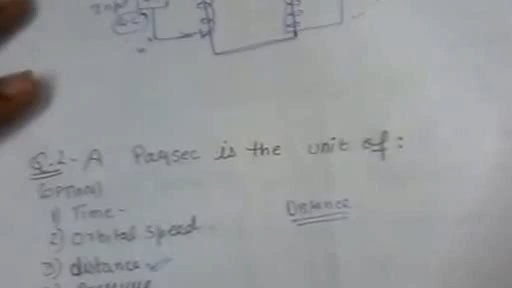 Q.2- A Parsec is the unit of:
OPTION
1) Time-
2) Orbital Speed-
3) distance
Distance